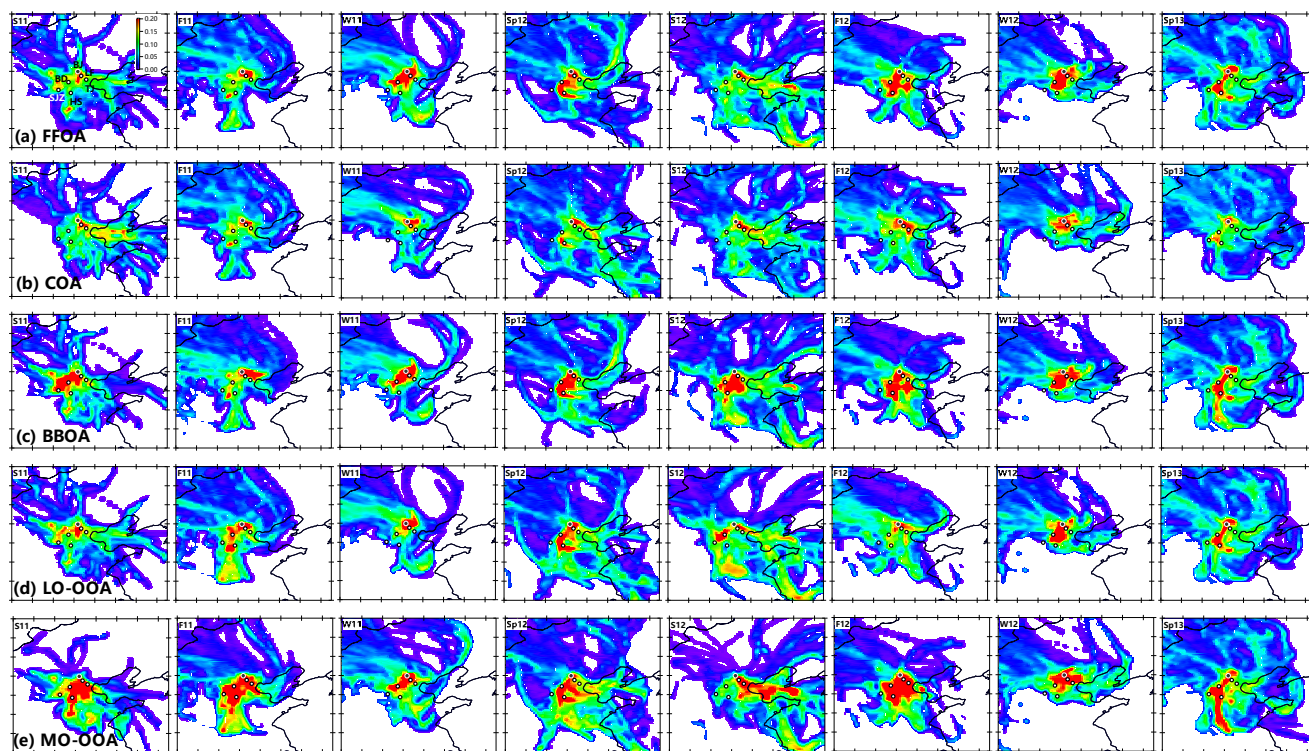 S11 F11 W11 Sp12 S12 F12 W12 Sp13
0.20
0.15
0.10
0.05
0.00
BD
SJZ
HS
(a) FFOA
S11 F11 W11 Sp12 S12 F12 W12 Sp13
(b) COA
S11 F11 W11 Sp12 S12 F12 W12 Sp13
(c) BBOA
S11 F11 W11 Sp12 S12 F12 W12 Sp13
(d) LO-OOA
S11 F11 W11 Sp12 S12 F12 W12 Sp13
(e) MO-OOA